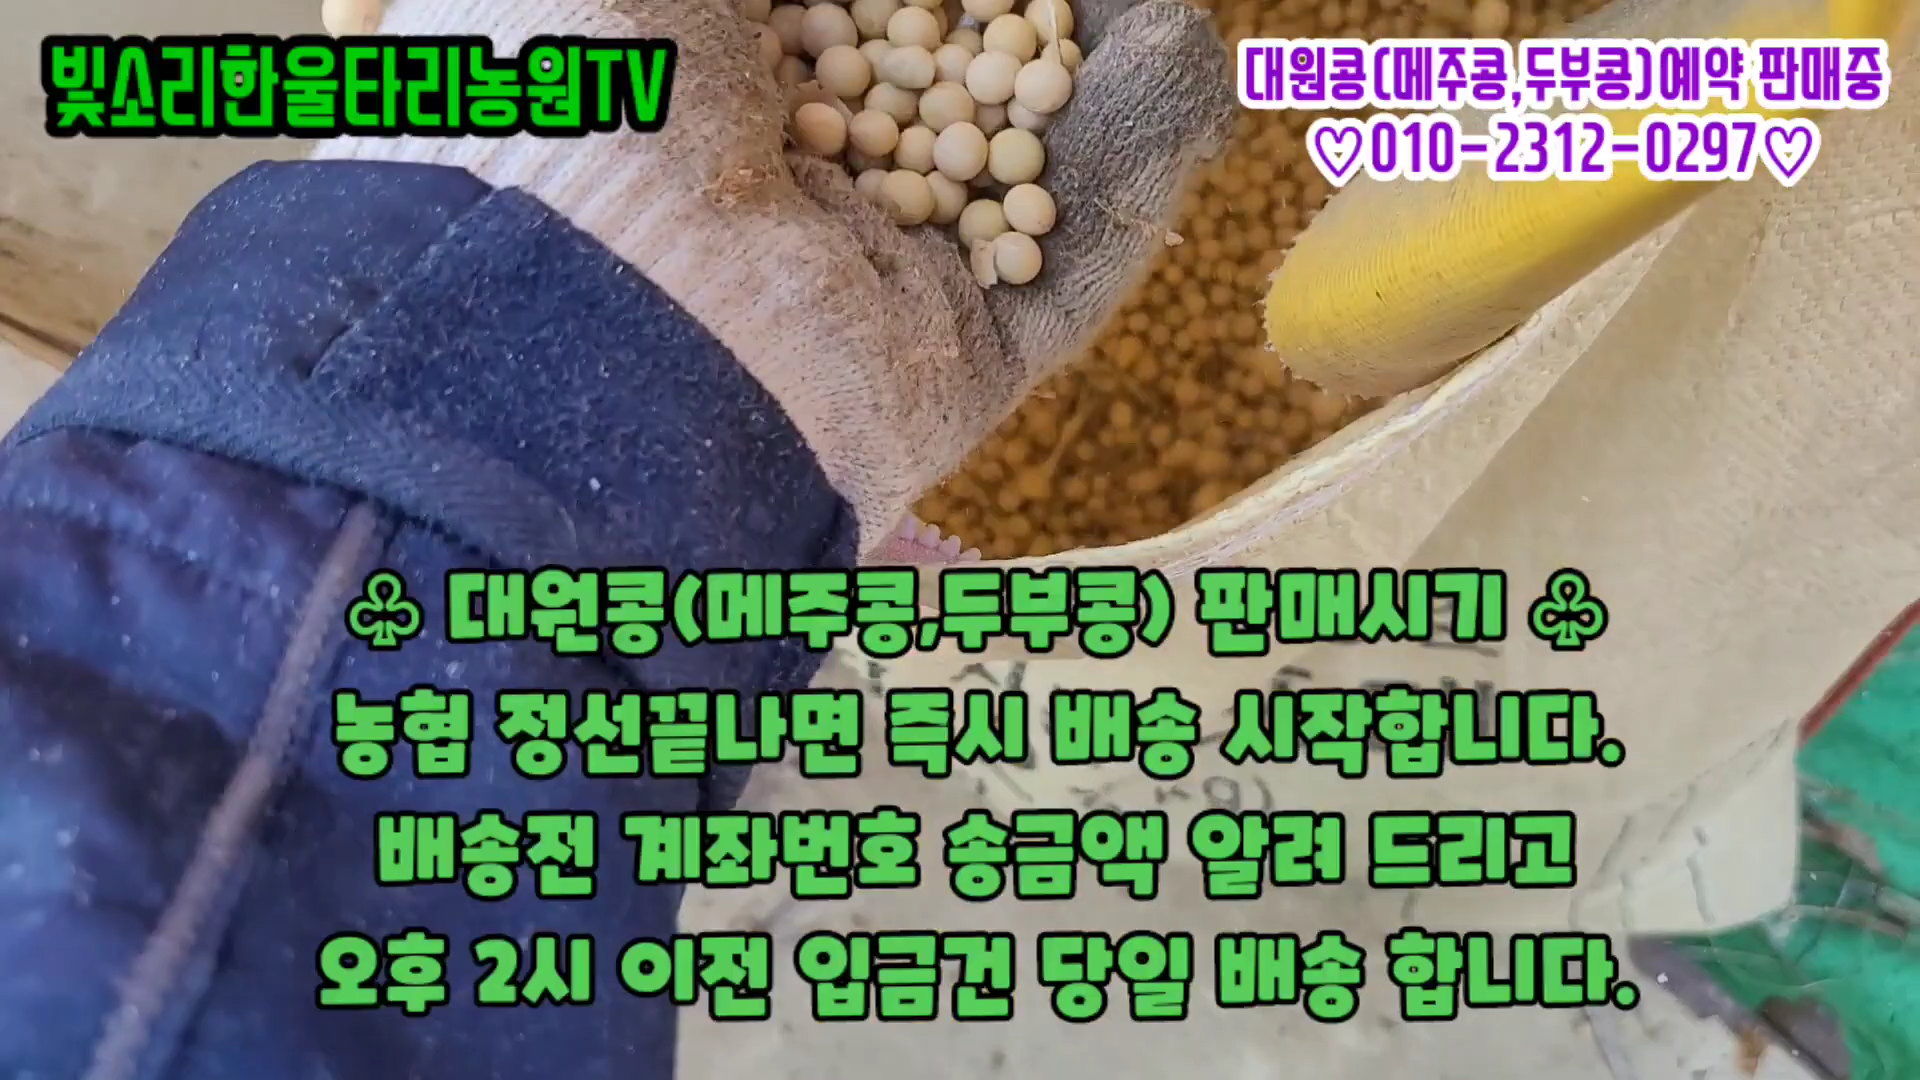 빛소리한울타리농원TV
대원콩(메주콩,두부콩)예약 판매중
♡010-2312-0297♡
♧ 대원콩(메주콩,두부콩) 판매시기 ♧
농협 정선끝나면 즉시 배송 시작합니다.
배송전 계좌번호 송금액 알려 드리고
오후 2시 이전 입금건 당일 배송 합니다.